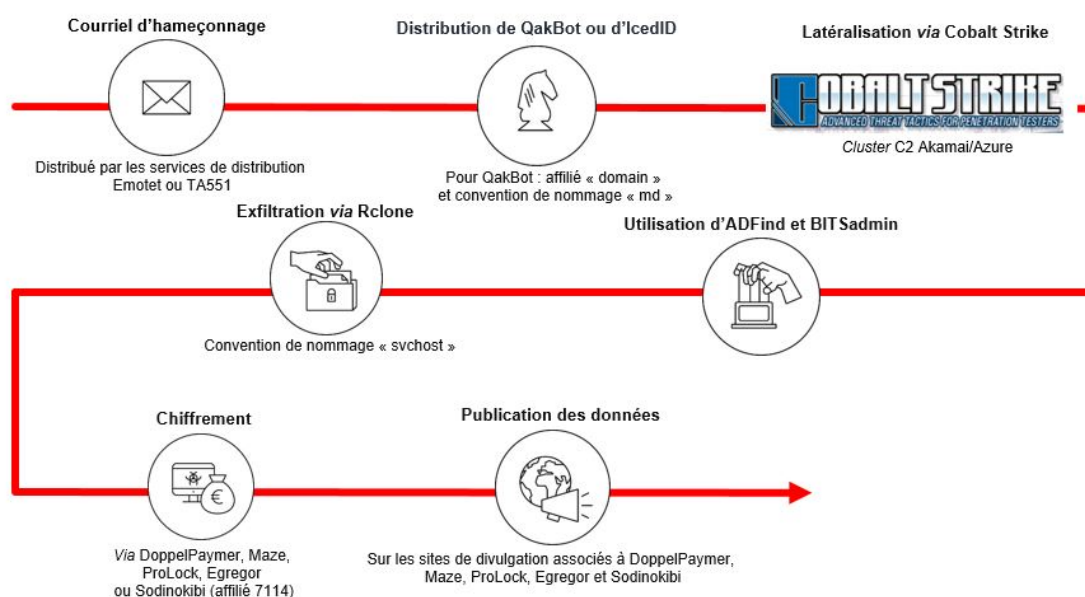 Courriel d'hameçonnage
Distribué par les services de distribution
Emotet ou TA551
Distribution de QakBot ou d'IcedID
Pour QakBot : affilié « domain »
et convention de nommage « md »
Latéralisation via Cobalt Strike
COBALT STRIKE
ADVANCED THREAT TACTICS FOR PENETRATION TESTERS
Cluster C2 Akamai/Azure
Utilisation d'ADFind et BITSadmin
Exfiltration via Rclone
Convention de nommage « svchost »
Chiffrement
€
Via DoppelPaymer, Maze,
ProLock, Egregor
ou Sodinokibi (affilié 7114)
Publication des données
Sur les sites de divulgation associés à DoppelPaymer,
Maze, ProLock, Egregor et Sodinokibi